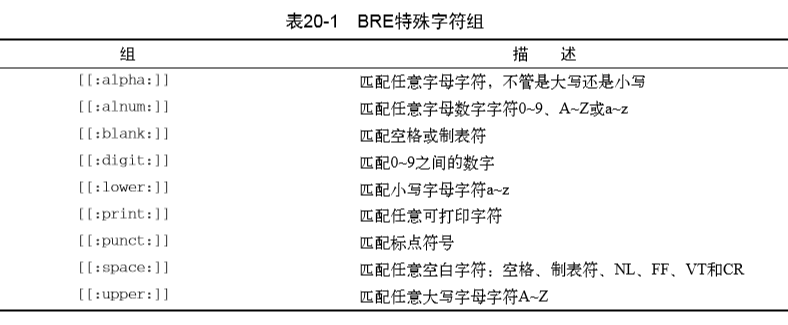 表20-1 BRE特殊字符组
组 描 述
[[:alpha:]] 匹配任意字母字符，不管是大写还是小写
[[:alnum:]] 匹配任意字母数字字符0~9、A~Z或a~z
[[:blank:]] 匹配空格或制表符
[[:digit:]] 匹配0~9之间的数字
[[:lower:]] 匹配小写字母字符a~z
[[:print:]] 匹配任意可打印字符
[[:punct:]] 匹配标点符号
[[:space:]] 匹配任意空白字符：空格、制表符、NL、FF、VT和CR
[[:upper:]] 匹配任意大写字母字符A~Z